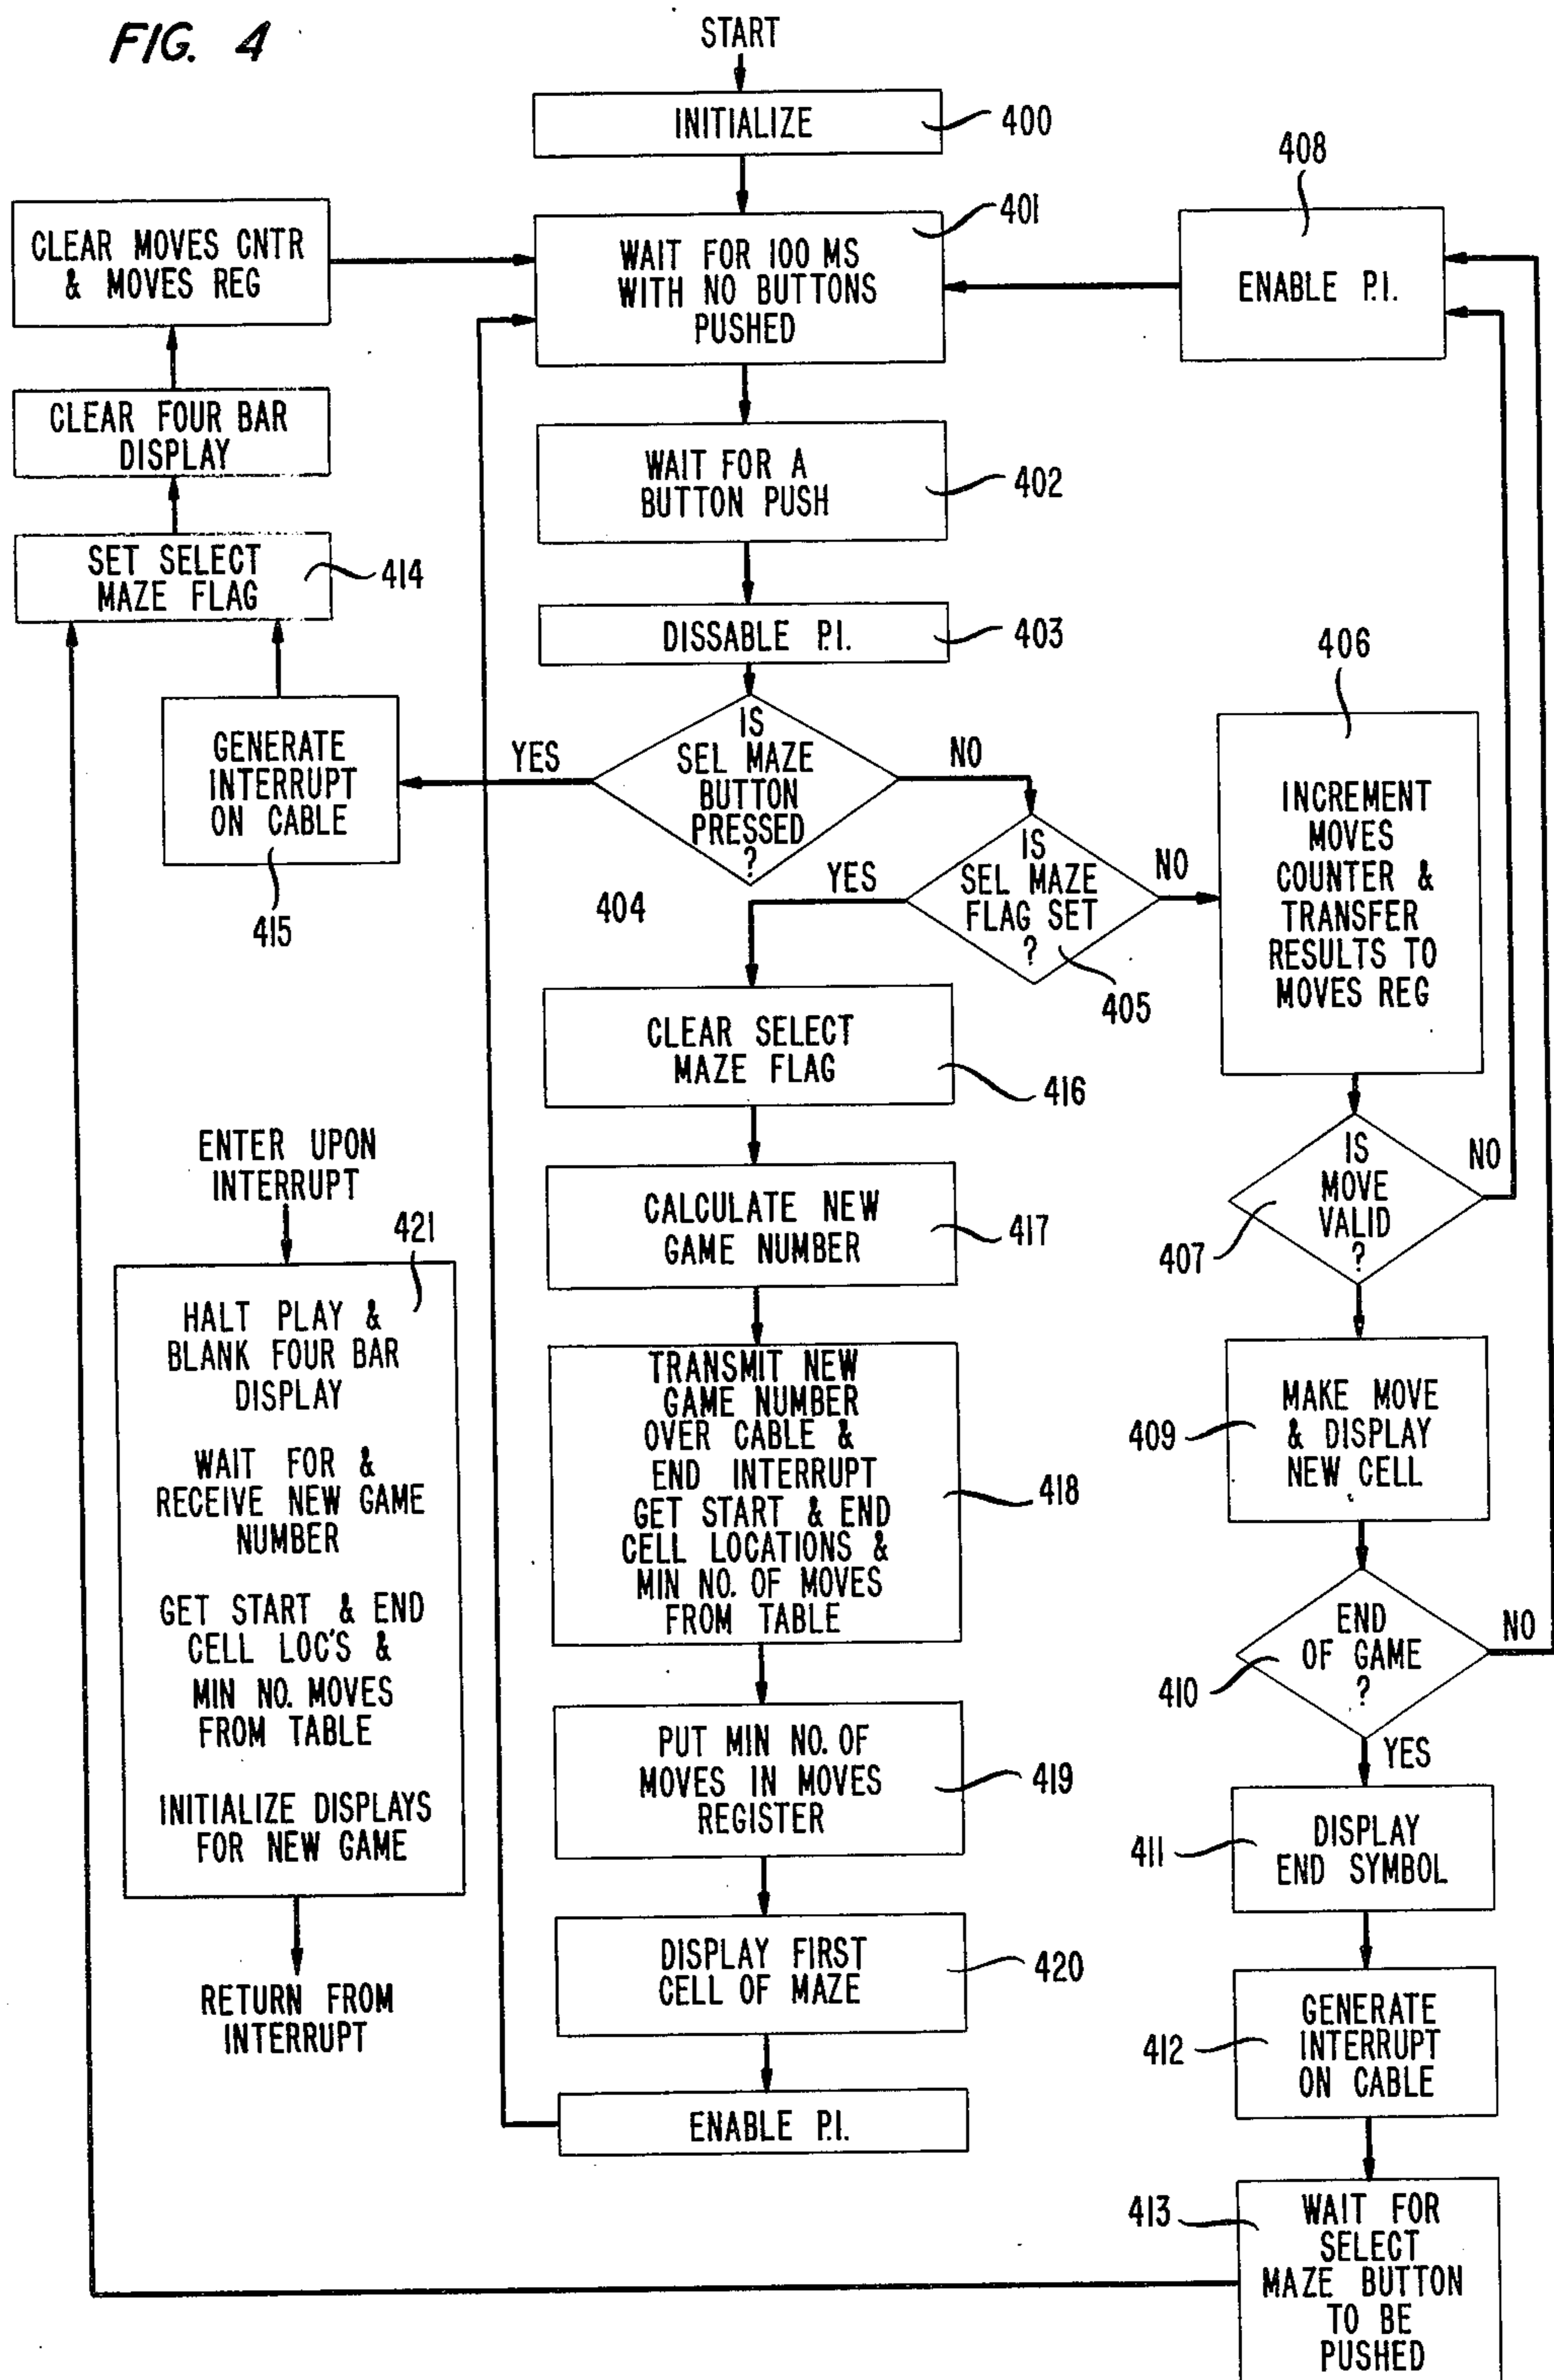 FIG. 4
START
INITIALIZE
400
401
WAIT FOR 100 MS
WITH NO BUTTONS
PUSHED
408
ENABLE P.I.
CLEAR MOVES CNTR
& MOVES REG
CLEAR FOUR BAR
DISPLAY
SET SELECT
MAZE FLAG
414
WAIT FOR A
BUTTON PUSH
402
DISSABLE P.I.
403
IS
SEL MAZE
BUTTON
PRESSED
?
404
YES
NO
GENERATE
INTERRUPT
ON CABLE
415
IS
SEL MAZE
FLAG SET
?
405
YES
NO
406
INCREMENT
MOVES
COUNTER &
TRANSFER
RESULTS TO
MOVES REG
IS
MOVE
VALID
?
407
NO
MAKE MOVE
& DISPLAY
NEW CELL
409
END
OF GAME
?
410
NO
YES
DISPLAY
END SYMBOL
411
GENERATE
INTERRUPT
ON CABLE
412
WAIT FOR
SELECT
MAZE BUTTON
TO BE
PUSHED
413
CLEAR SELECT
MAZE FLAG
416
CALCULATE NEW
GAME NUMBER
417
TRANSMIT NEW
GAME NUMBER
OVER CABLE &
END INTERRUPT
GET START & END
CELL LOCATIONS &
MIN NO. OF MOVES
FROM TABLE
418
PUT MIN NO. OF
MOVES IN MOVES
REGISTER
419
DISPLAY FIRST
CELL OF MAZE
420
ENABLE P.I.
ENTER UPON
INTERRUPT
421
HALT PLAY &
BLANK FOUR BAR
DISPLAY
WAIT FOR &
RECEIVE NEW GAME
NUMBER
GET START & END
CELL LOC'S &
MIN NO. MOVES
FROM TABLE
INITIALIZE DISPLAYS
FOR NEW GAME
RETURN FROM
INTERRUPT